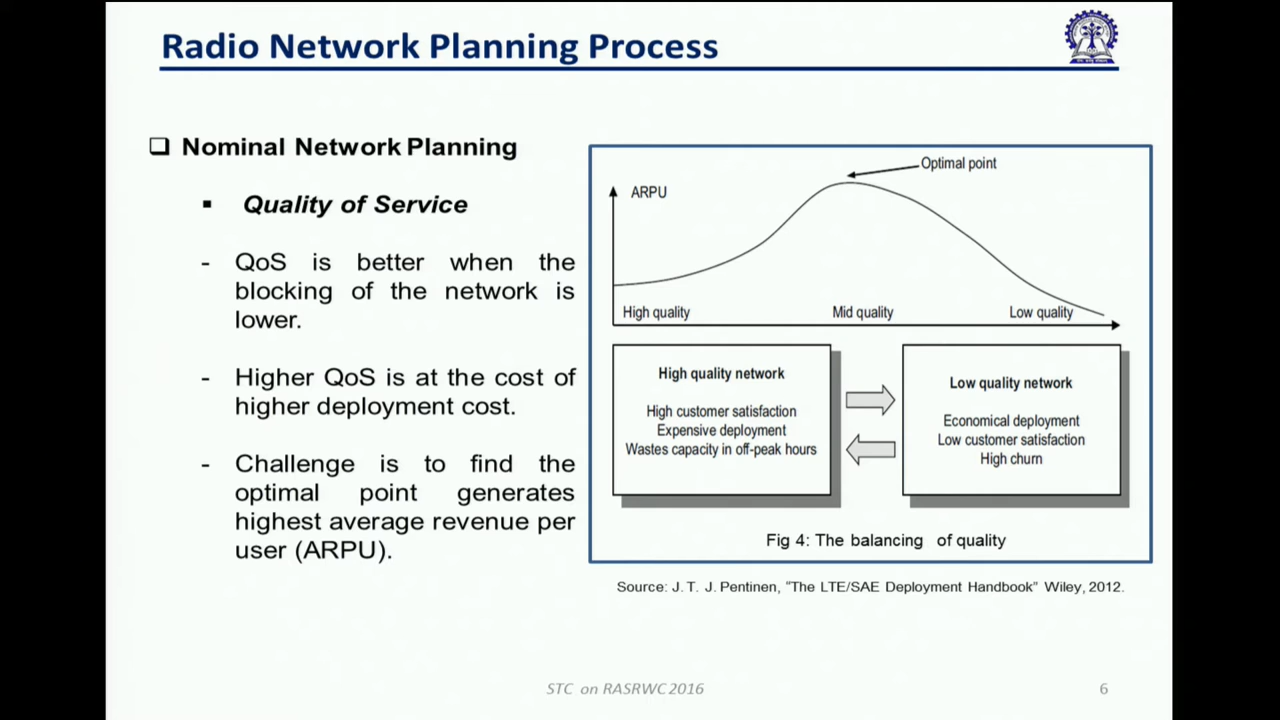 Radio Network Planning Process
❑ Nominal Network Planning
▪ Quality of Service
- QoS is better when the
blocking of the network is
lower.
- Higher QoS is at the cost of
higher deployment cost.
- Challenge is to find the
optimal point generates
highest average revenue per
user (ARPU).
Optimal point
ARPU
High quality
Mid quality
Low quality
High quality network
High customer satisfaction
Expensive deployment
Wastes capacity in off-peak hours
Low quality network
Economical deployment
Low customer satisfaction
High churn
Fig 4: The balancing of quality
Source: J. T. J. Pentinen, "The LTE/SAE Deployment Handbook" Wiley, 2012.
STC on RASRWC2016
6